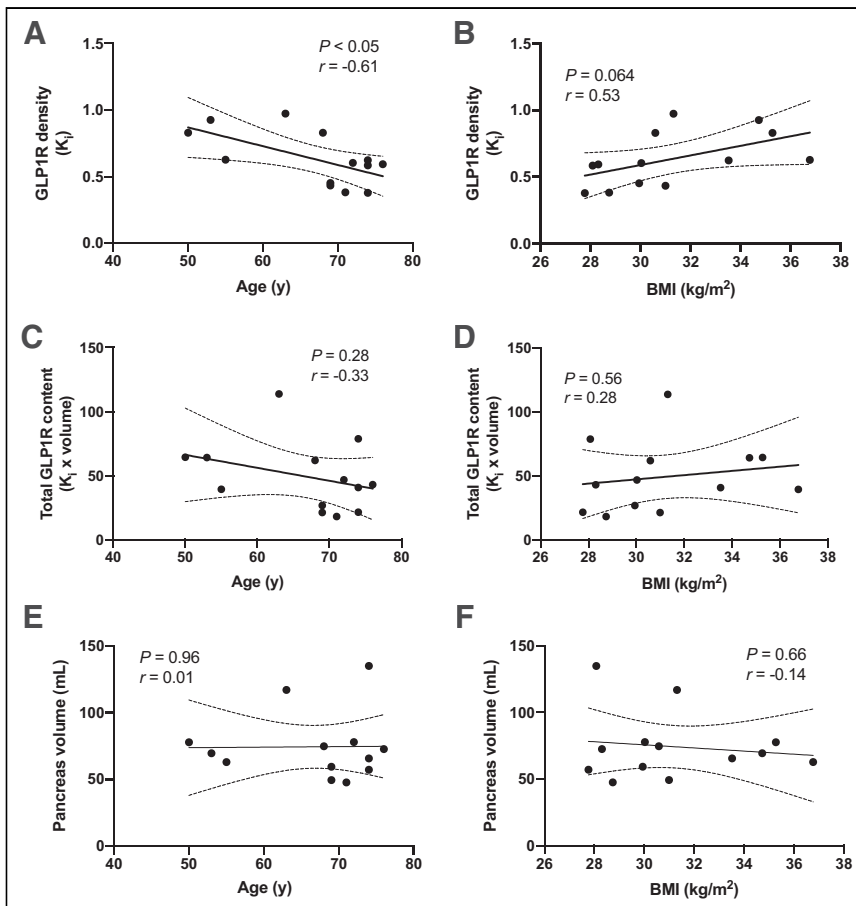 A
P < 0.05
r = -0.61
GLP1R density
(Ki)
1.5
1.0
0.5
0.0
40 50 60 70 80
Age (y)
B
P = 0.064
r = 0.53
GLP1R density
(Ki)
1.5
1.0
0.5
0.0
26 28 30 32 34 36 38
BMI (kg/m²)
C
P = 0.28
r = -0.33
Total GLP1R content
(Ki x volume)
150
100
50
0
40 50 60 70 80
Age (y)
D
P = 0.56
r = 0.28
Total GLP1R content
(Ki x volume)
150
100
50
0
26 28 30 32 34 36 38
BMI (kg/m²)
E
P = 0.96
r = 0.01
Pancreas volume (mL)
150
100
50
0
40 50 60 70 80
Age (y)
F
P = 0.66
r = -0.14
Pancreas volume (mL)
150
100
50
0
26 28 30 32 34 36 38
BMI (kg/m²)